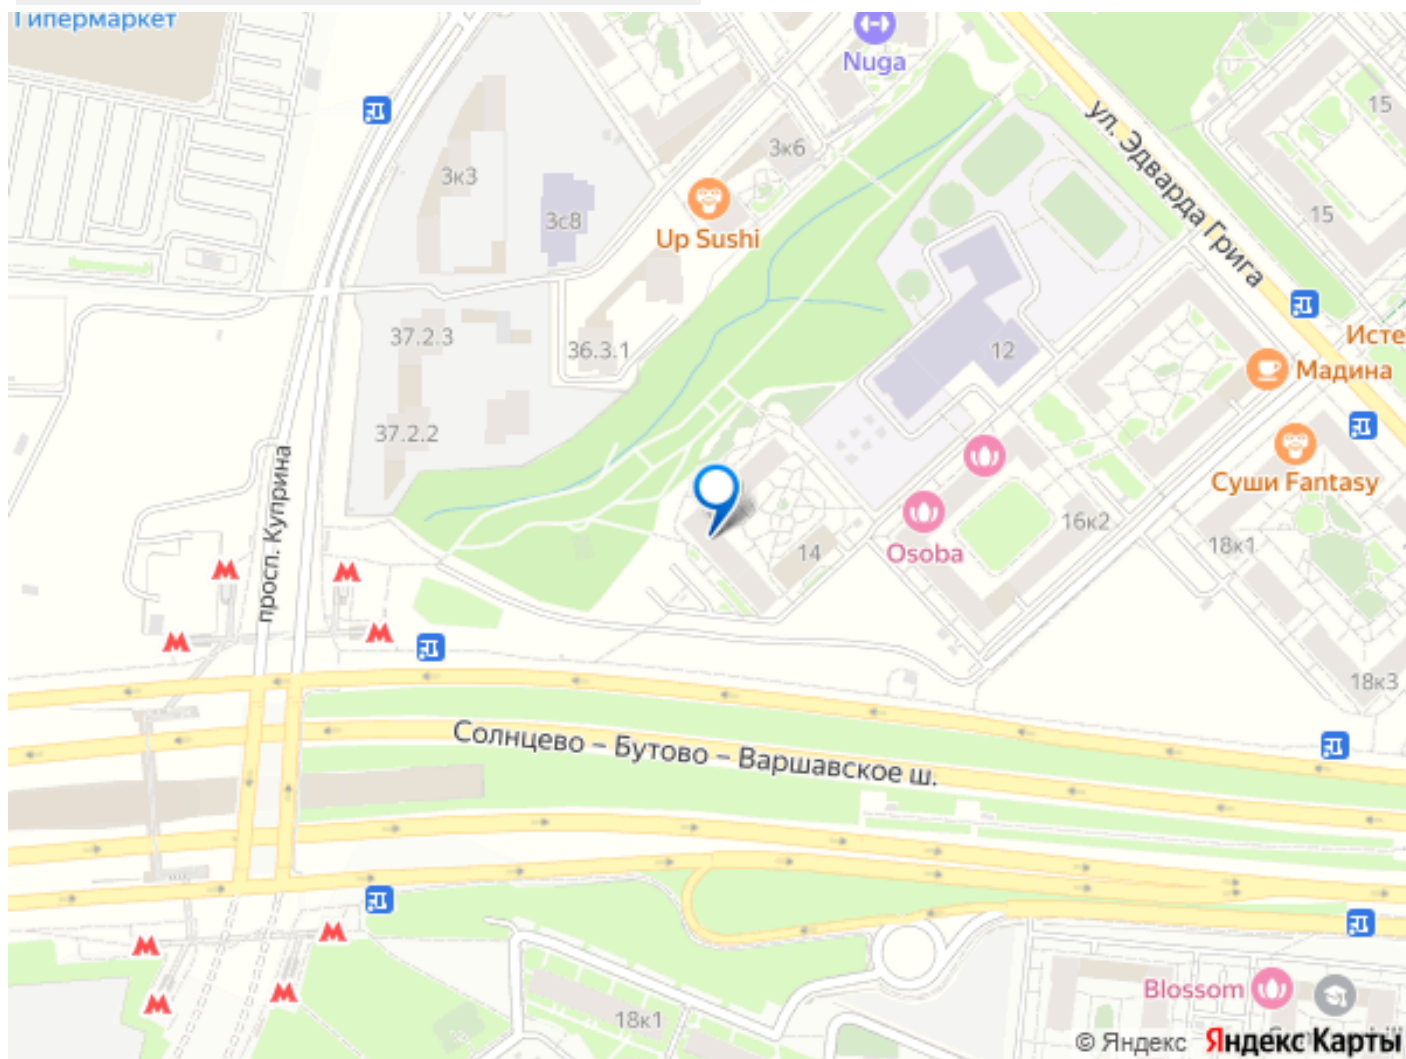 Гипермаркет
Nuga
15
ул. Эдварда Грига
3к6
3к3
3с8
15
Up Sushi
37.2.3
36.3.1
12
Исте
Мадина
37.2.2
просп. Куприна
Суши Fantasy
16к2
18к1
14
Osoba
18к3
Солнцево – Бутово – Варшавское ш.
Blossom
18к1
© Яндекс Яндекс Карты